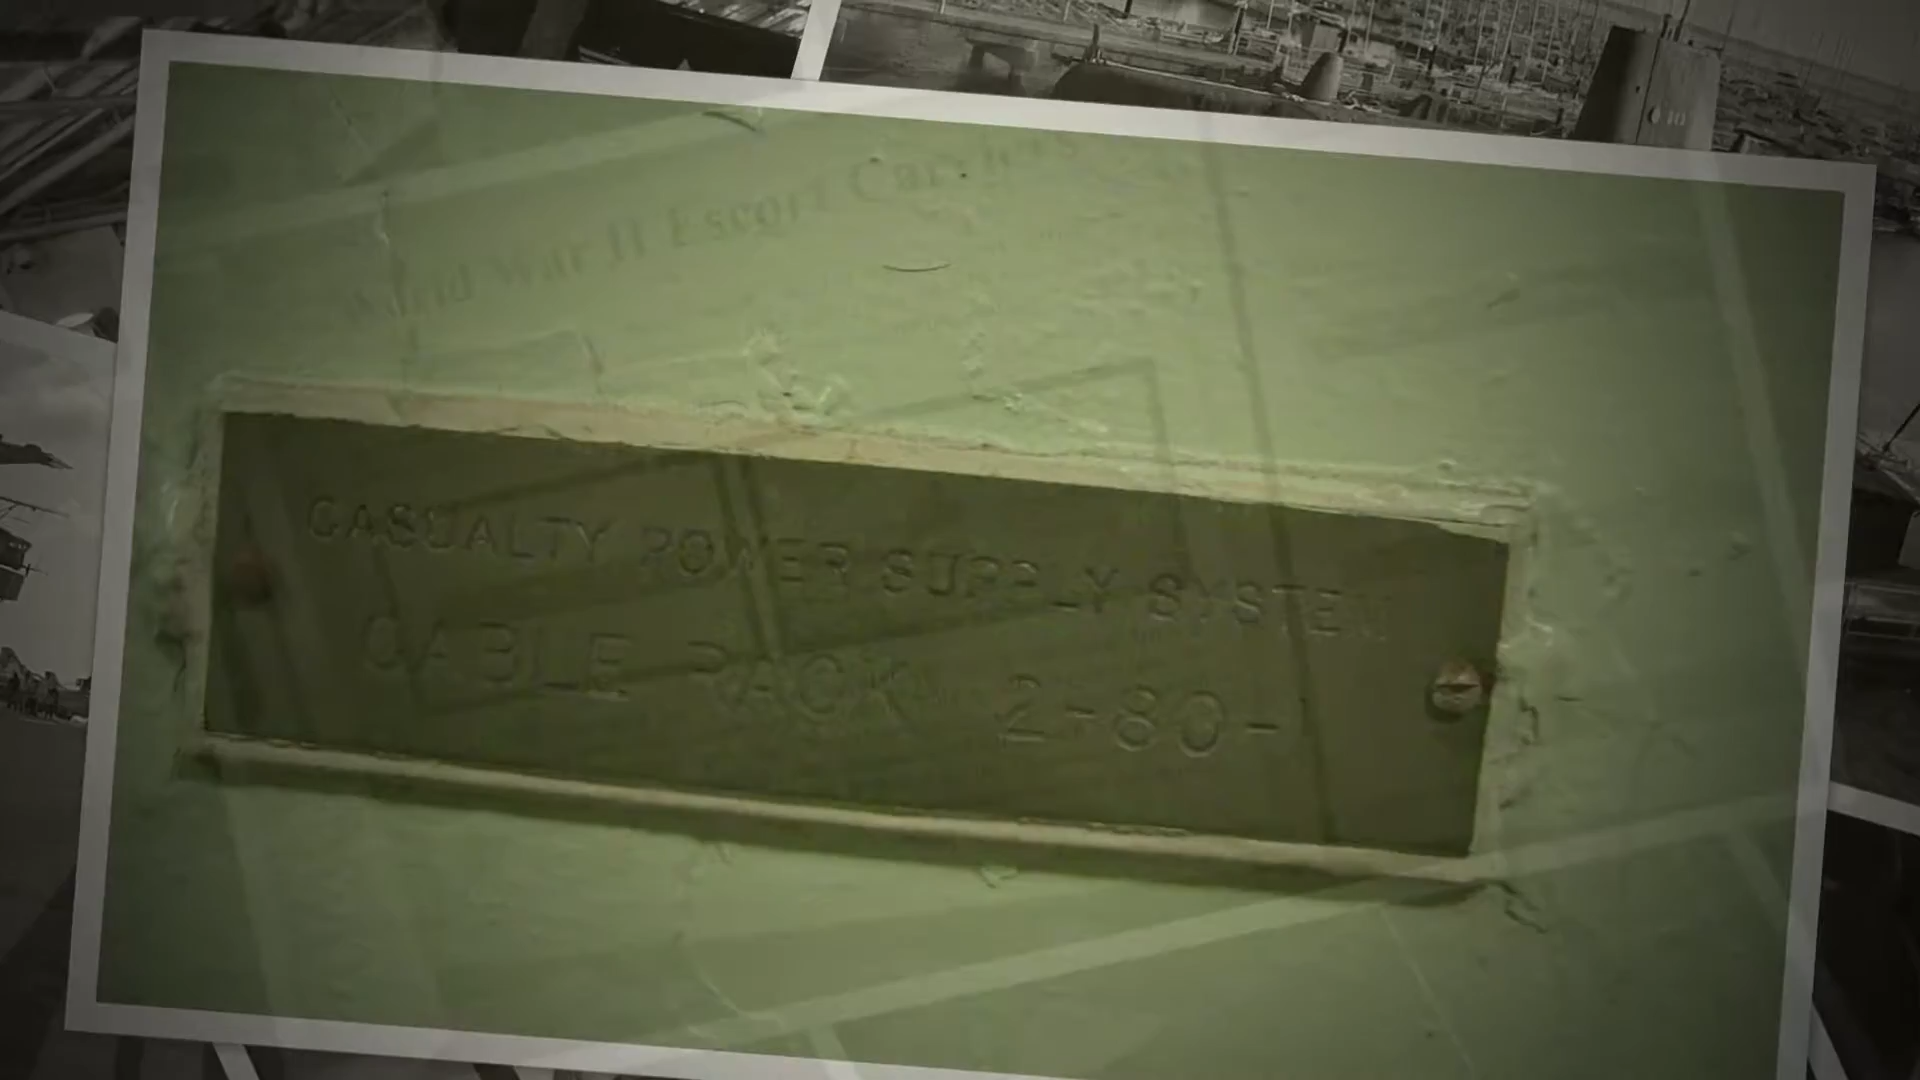 World War II Escort Carriers
CASUALTY POWER SUPPLY SYSTEM
CABLE RACK 2-80-